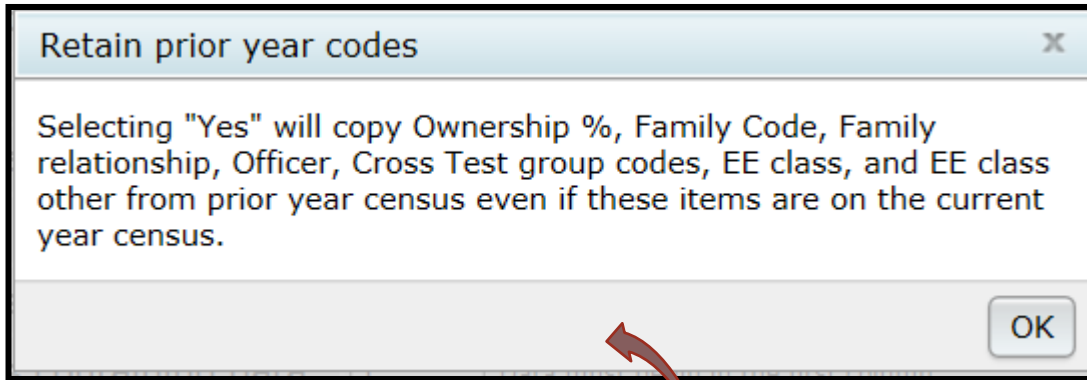 Retain prior year codes x
Selecting "Yes" will copy Ownership %, Family Code, Family
relationship, Officer, Cross Test group codes, EE class, and EE class
other from prior year census even if these items are on the current
year census.
OK